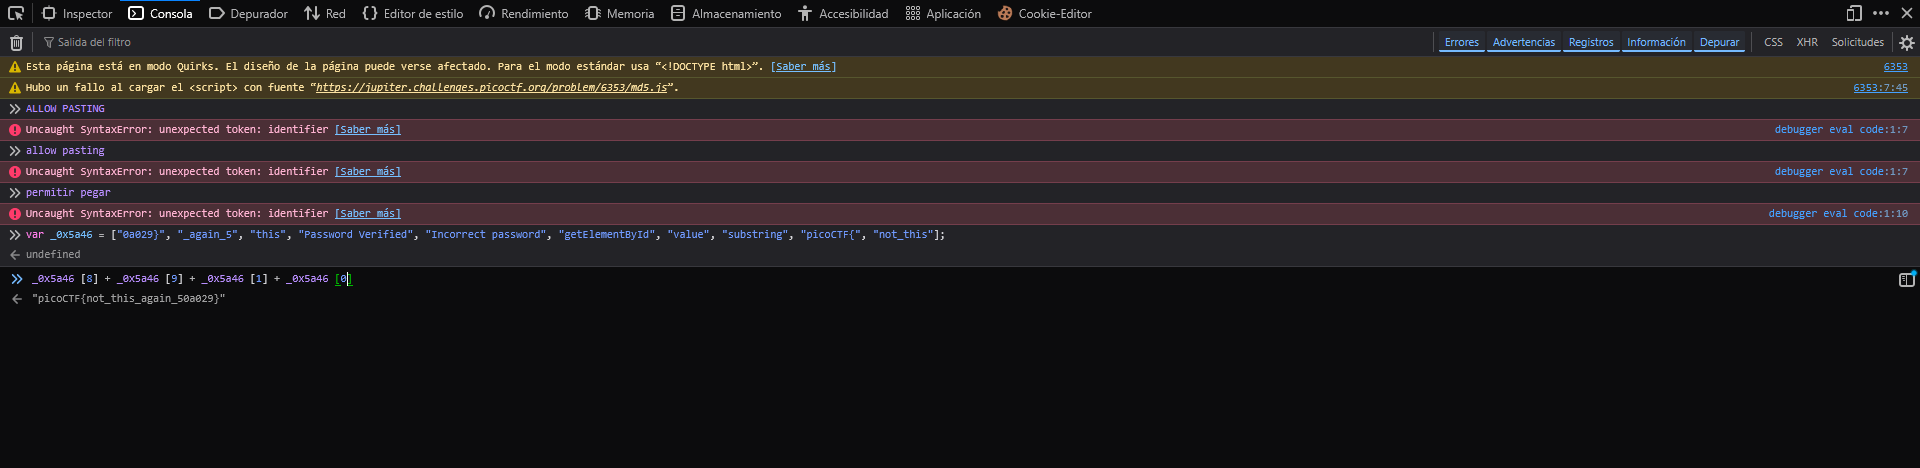 Inspector Consola Depurador Red Editor de estilo Rendimiento Memoria Almacenamiento Accesibilidad Aplicación Cookie-Editor
Salida del filtro Errores Advertencias Registros Información Depurar CSS XHR Solicitudes
Esta página está en modo Quirks. El diseño de la página puede verse afectado. Para el modo estándar usa “<!DOCTYPE html>”. [Saber más] 6353
Hubo un fallo al cargar el <script> con fuente “https://jupiter.challenges.picoctf.org/problem/6353/md5.js”. 6353:7:45
ALLOW PASTING
Uncaught SyntaxError: unexpected token: identifier [Saber más] debugger eval code:1:7
allow pasting
Uncaught SyntaxError: unexpected token: identifier [Saber más] debugger eval code:1:7
permitir pegar
Uncaught SyntaxError: unexpected token: identifier [Saber más] debugger eval code:1:10
var _0x5a46 = ["0a029}", "_again_5", "this", "Password Verified", "Incorrect password", "getElementById", "value", "substring", "picoCTF{", "not_this"];
undefined
_0x5a46 [8] + _0x5a46 [9] + _0x5a46 [1] + _0x5a46 [0]
"picoCTF{not_this_again_50a029}"